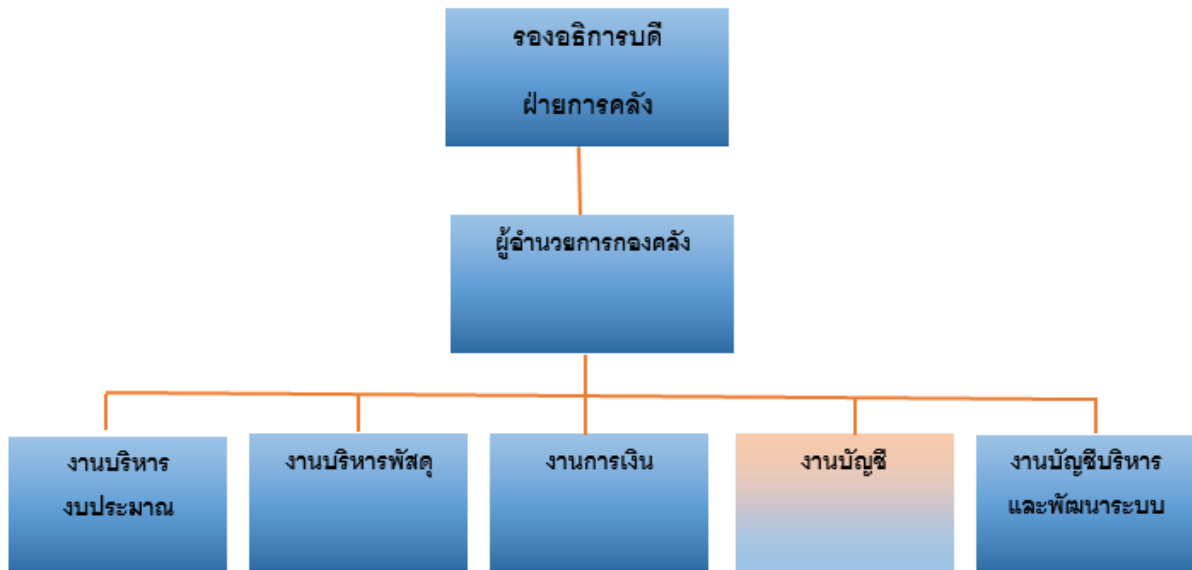 รองอธิการบดี
ฝ่ายการคลัง
ผู้อำนวยการกองคลัง
งานบริหาร
งบประมาณ
งานบริหารพัสดุ
งานการเงิน
งานบัญชี
งานบัญชีบริหาร
และพัฒนาระบบ